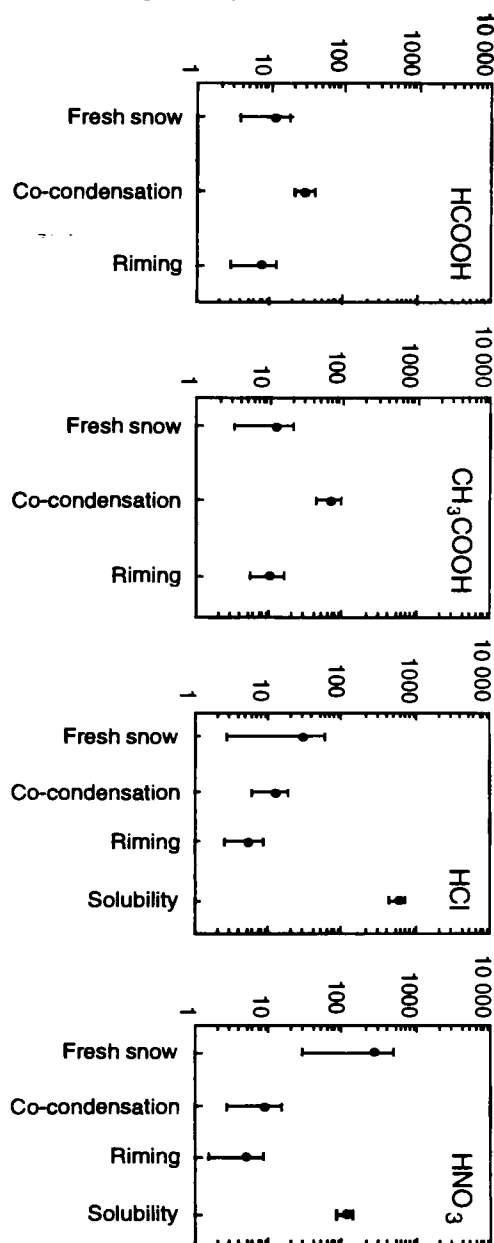 10 000
1000
100
10
1
HCOOH
Fresh snow
Co-condensation
Riming
10 000
1000
100
10
1
CH₃COOH
Fresh snow
Co-condensation
Riming
10 000
1000
100
10
1
HCl
Fresh snow
Co-condensation
Riming
Solubility
10 000
1000
100
10
1
HNO₃
Fresh snow
Co-condensation
Riming
Solubility